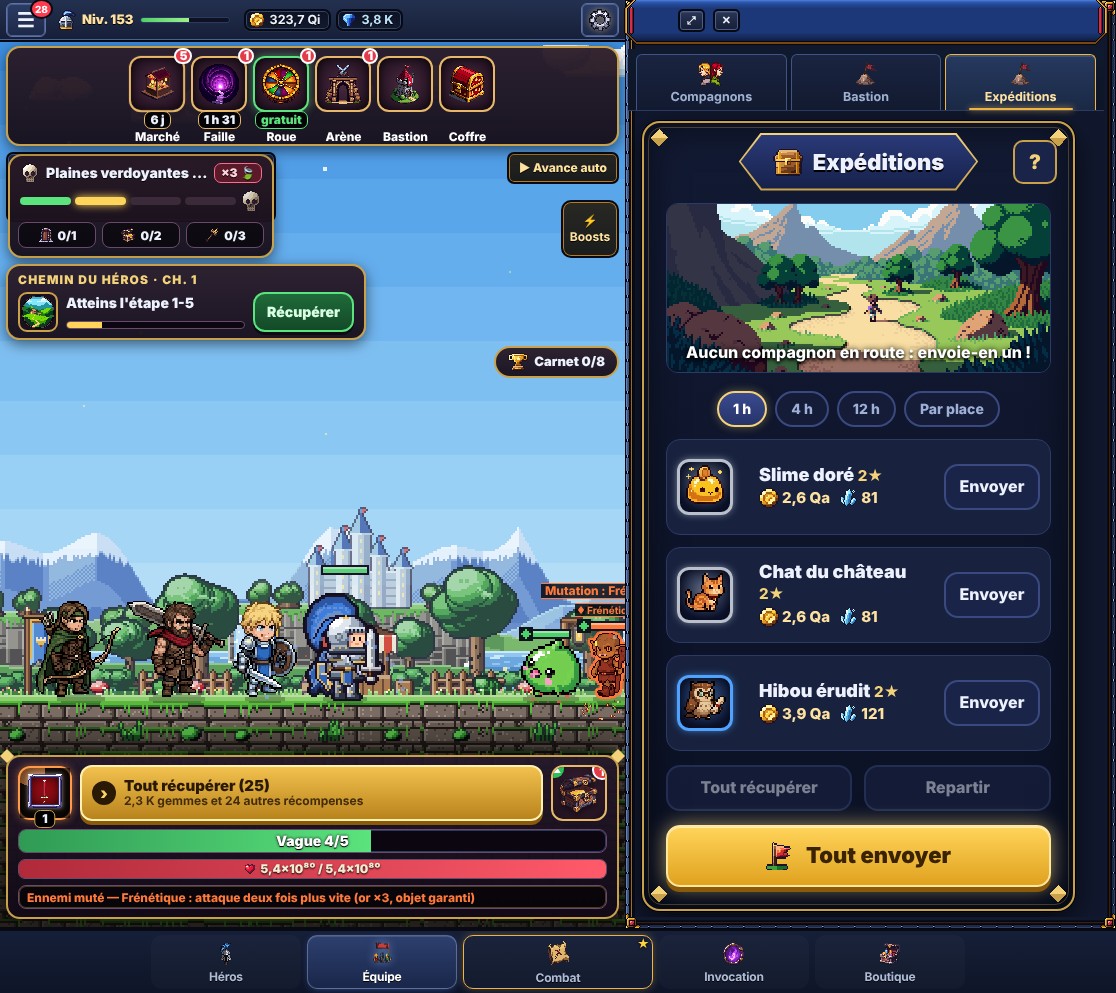 28
Niv. 153
323,7 Qi
3,8 K
5
1
1
1
6 j
1 h 31
gratuit
Marché
Faille
Roue
Arène
Bastion
Coffre
Plaines verdoyantes ...
×3
0/1
0/2
0/3
Avance auto
Boosts
CHEMIN DU HÉROS · CH. 1
Atteins l'étape 1-5
Récupérer
Carnet 0/8
Mutation : Fré
Frénétic
1
Tout récupérer (25)
2,3 K gemmes et 24 autres récompenses
Vague 4/5
5,4×10⁸⁰ / 5,4×10⁸⁰
Ennemi muté — Frénétique : attaque deux fois plus vite (or ×3, objet garanti)
Compagnons
Bastion
Expéditions
Expéditions
?
Aucun compagnon en route : envoie-en un !
1 h
4 h
12 h
Par place
Slime doré 2★
2,6 Qa 81
Envoyer
Chat du château
2★
2,6 Qa 81
Envoyer
Hibou érudit 2★
3,9 Qa 121
Envoyer
Tout récupérer
Repartir
Tout envoyer
Héros
Équipe
Combat
Invocation
Boutique